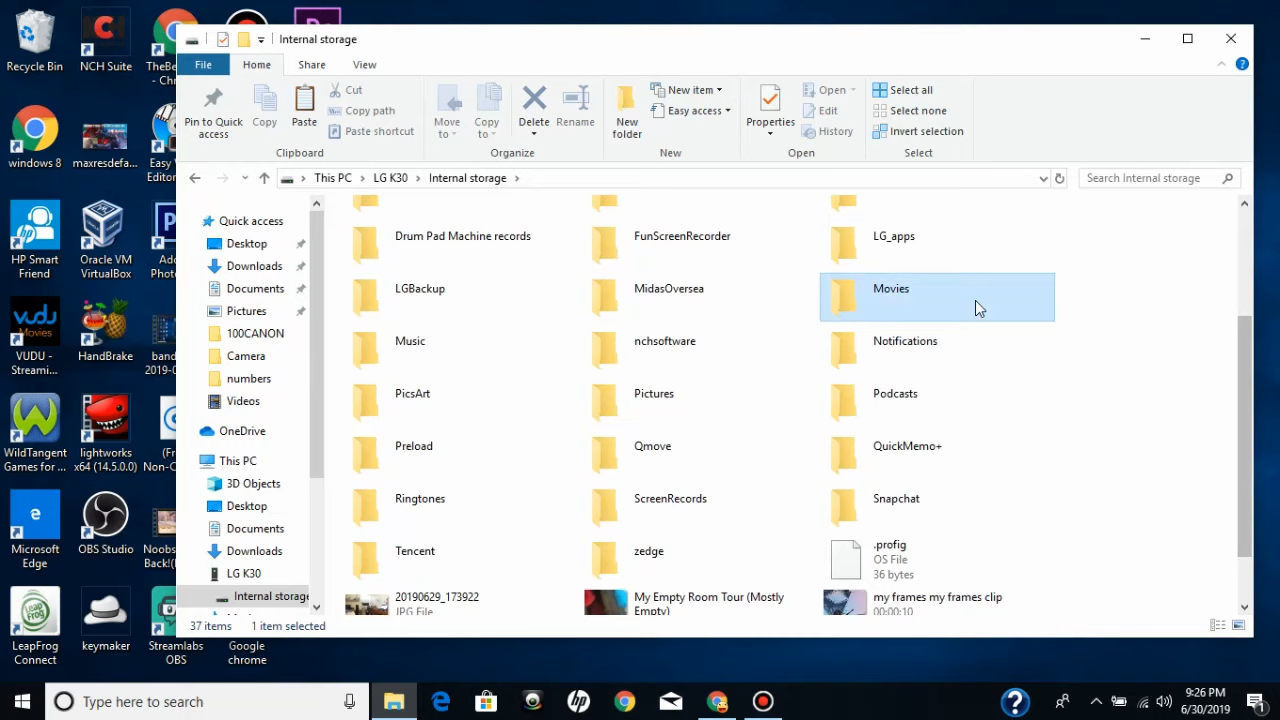 Internal storage
File
Home
Share
View
Pin to Quick access
Copy
Paste
Cut
Copy path
Paste shortcut
Clipboard
Move to
Copy to
Delete
Rename
Organize
New folder
New item
Easy access
New
Properties
Open
Edit
History
Open
Select all
Select none
Invert selection
Select
This PC
LG K30
Internal storage
Search Internal storage
Quick access
Desktop
Downloads
Documents
Pictures
100CANON
Camera
numbers
Videos
OneDrive
This PC
3D Objects
Desktop
Documents
Downloads
LG K30
Internal storage
Drum Pad Machine records
FunScreenRecorder
LG_apps
LGBackup
MidasOversea
Movies
Music
nchsoftware
Notifications
PicsArt
Pictures
Podcasts
Preload
Qmove
QuickMemo+
Ringtones
ScreenRecords
Snapchat
Tencent
zedge
.profig
OS File
36 bytes
20190629_173922
JPG File
My Empty Room Tour (Mostly
Empty)
my frames my frames clip
00:00:10
37 items
1 item selected
Recycle Bin
NCH Suite
TheBe...
- Chr...
windows 8
maxresdefa...
Easy
Editor
HP Smart
Friend
Oracle VM
VirtualBox
Ad
Phot
vudu
Movies
VUDU -
Streami...
HandBrake
band
2019-0
WildTangent
Games for ...
lightworks
x64 (14.5.0.0)
(Fr
Non-C
Microsoft
Edge
OBS Studio
Noobs
Back!(
Leap
Frog
LeapFrog
Connect
keymaker
Streamlabs
OBS
Google
chrome
Type here to search
9:26 PM
6/30/2019
1